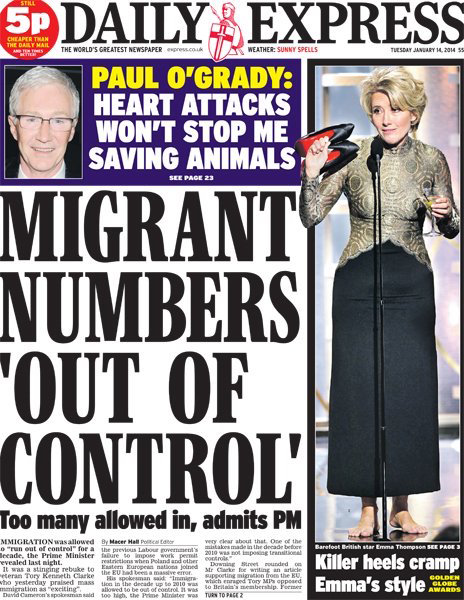 STILL
5p
CHEAPER THAN
THE DAILY MAIL
AND TEN TIMES
BETTER!
DAILY EXPRESS
THE WORLD'S GREATEST NEWSPAPER
express.co.uk
WEATHER: SUNNY SPELLS
TUESDAY JANUARY 14, 2014 55
PAUL O'GRADY:
HEART ATTACKS
WON'T STOP ME
SAVING ANIMALS
SEE PAGE 23
MIGRANT
NUMBERS
'OUT OF
CONTROL'
Too many allowed in, admits PM
IMMIGRATION was allowed
to “run out of control” for a
decade, the Prime Minister
revealed last night.
It was a stinging rebuke to
veteran Tory Kenneth Clarke
who yesterday praised mass
immigration as “exciting”.
David Cameron's spokesman said
By Macer Hall Political Editor
the previous Labour government's
failure to impose work permit
restrictions when Poland and other
Eastern European nations joined
the EU had been a massive error.
His spokesman said: “Immigra-
tion in the decade up to 2010 was
allowed to be out of control. It was
too high, the Prime Minister was
very clear about that. One of the
mistakes made in the decade before
2010 was not imposing transitional
controls.”
Downing Street rounded on
Mr Clarke for writing an article
supporting migration from the EU,
which enraged Tory MPs opposed
to Britain's membership. Former
TURN TO PAGE 2
Barefoot British star Emma Thompson SEE PAGE 3
Killer heels cramp
Emma's style
GOLDEN
GLOBE
AWARDS